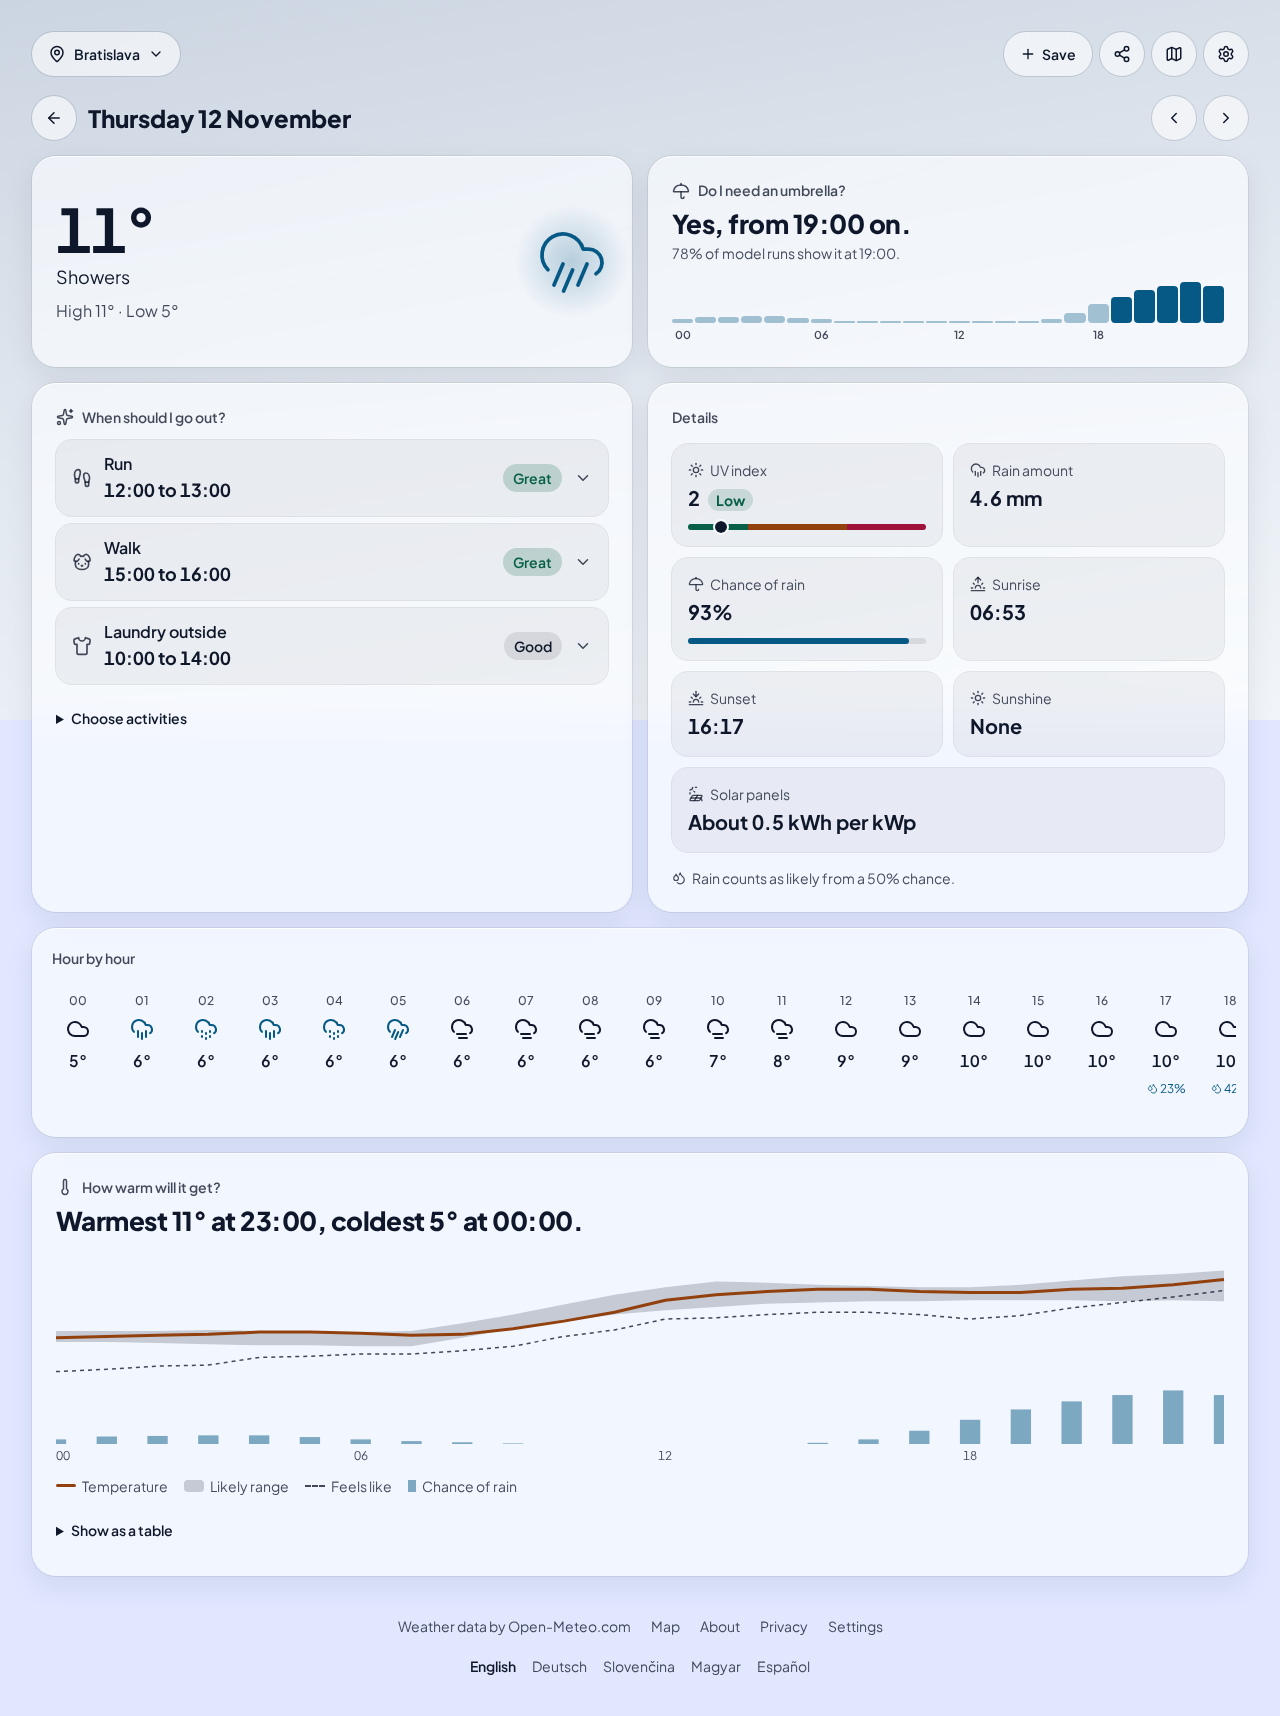 Bratislava
Save
Thursday 12 November
11°
Showers
High 11° · Low 5°
Do I need an umbrella?
Yes, from 19:00 on.
78% of model runs show it at 19:00.
00 06 12 18
When should I go out?
Run
12:00 to 13:00
Great
Walk
15:00 to 16:00
Great
Laundry outside
10:00 to 14:00
Good
Choose activities
Details
UV index
2 Low
Rain amount
4.6 mm
Chance of rain
93%
Sunrise
06:53
Sunset
16:17
Sunshine
None
Solar panels
About 0.5 kWh per kWp
Rain counts as likely from a 50% chance.
Hour by hour
00 01 02 03 04 05 06 07 08 09 10 11 12 13 14 15 16 17 18
5° 6° 6° 6° 6° 6° 6° 6° 6° 6° 7° 8° 9° 9° 10° 10° 10° 10° 10
23% 42
How warm will it get?
Warmest 11° at 23:00, coldest 5° at 00:00.
00 06 12 18
Temperature Likely range Feels like Chance of rain
Show as a table
Weather data by Open-Meteo.com Map About Privacy Settings
English Deutsch Slovenčina Magyar Español